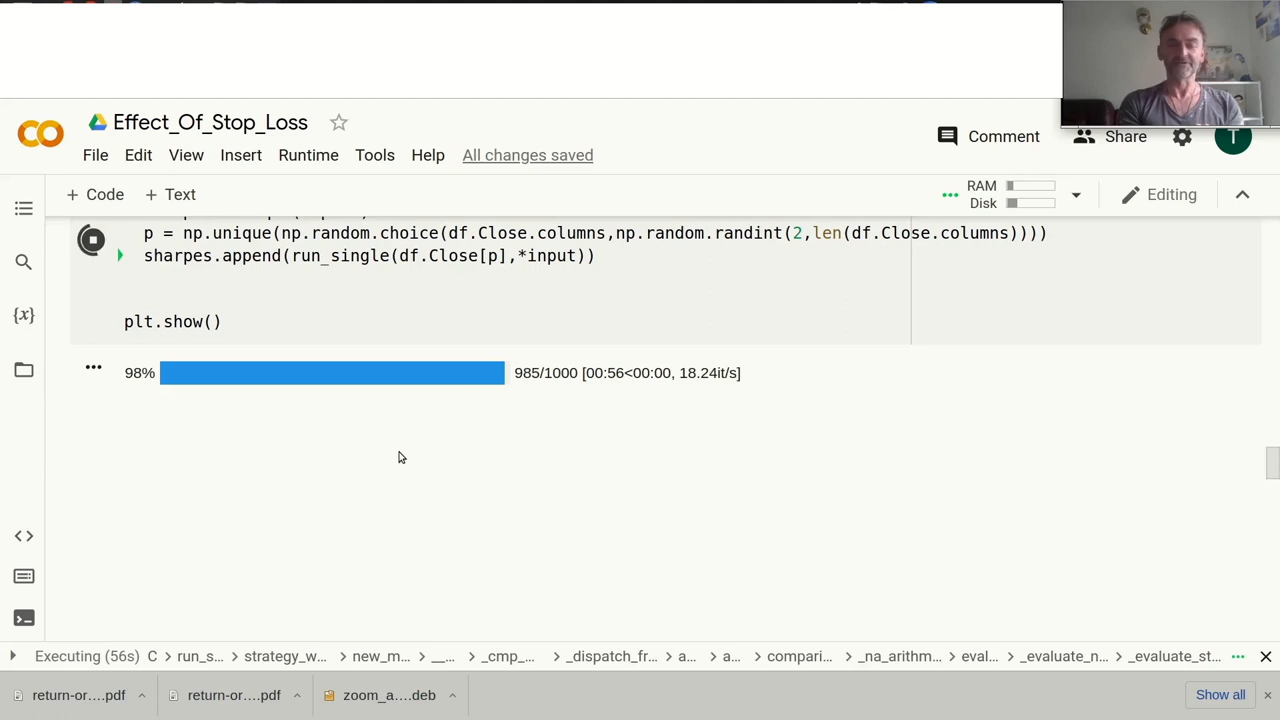 Effect_Of_Stop_Loss
Comment
Share
T
File Edit View Insert Runtime Tools Help All changes saved
+ Code + Text
RAM
Disk
Editing
p = np.unique(np.random.choice(df.Close.columns,np.random.randint(2,len(df.Close.columns))))
sharpes.append(run_single(df.Close[p],*input))
plt.show()
98% 985/1000 [00:56<00:00, 18.24it/s]
{x}
Executing (56s) C > run_s... > strategy_w... > new_m... > __... > _cmp_... > _dispatch_fr... > a... > a... > compari... > _na_arithm... > eval... > _evaluate_n... > _evaluate_st...
return-or....pdf return-or....pdf zoom_a....deb Show all